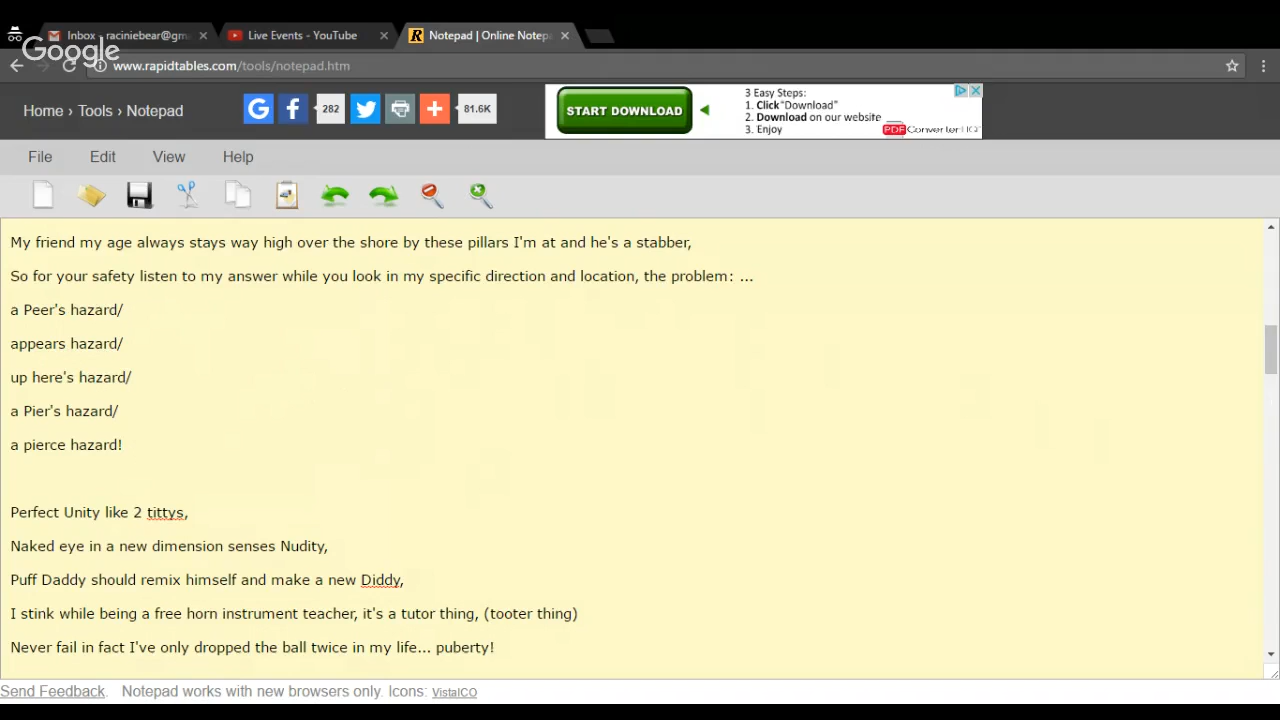 Inbox - raciniebear@gma
Live Events - YouTube
Notepad | Online Notep
Google
www.rapidtables.com/tools/notepad.htm
Home › Tools › Notepad
282
81.6K
START DOWNLOAD
3 Easy Steps:
1. Click "Download"
2. Download on our website
3. Enjoy
PDF ConverterHQ
File Edit View Help
My friend my age always stays way high over the shore by these pillars I'm at and he's a stabber,
So for your safety listen to my answer while you look in my specific direction and location, the problem: ...
a Peer's hazard/
appears hazard/
up here's hazard/
a Pier's hazard/
a pierce hazard!
Perfect Unity like 2 tittys,
Naked eye in a new dimension senses Nudity,
Puff Daddy should remix himself and make a new Diddy,
I stink while being a free horn instrument teacher, it's a tutor thing, (tooter thing)
Never fail in fact I've only dropped the ball twice in my life... puberty!
Send Feedback. Notepad works with new browsers only. Icons: VistaICO